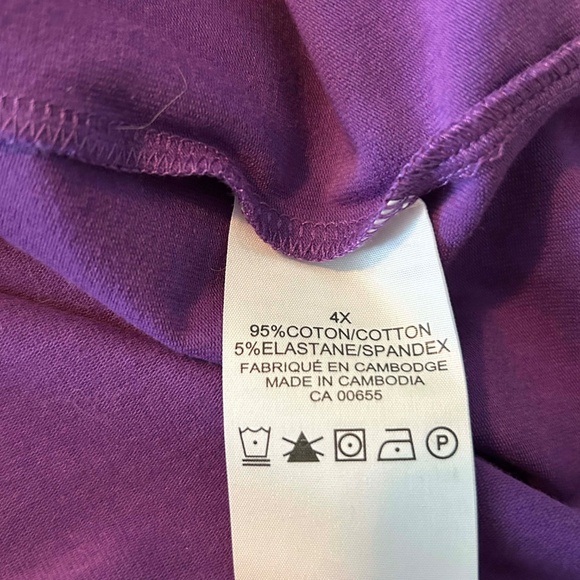 4X
95%COTON/COTTON
5%ELASTANE/SPANDEX
FABRIQUÉ EN CAMBODGE
MADE IN CAMBODIA
CA 00655
P